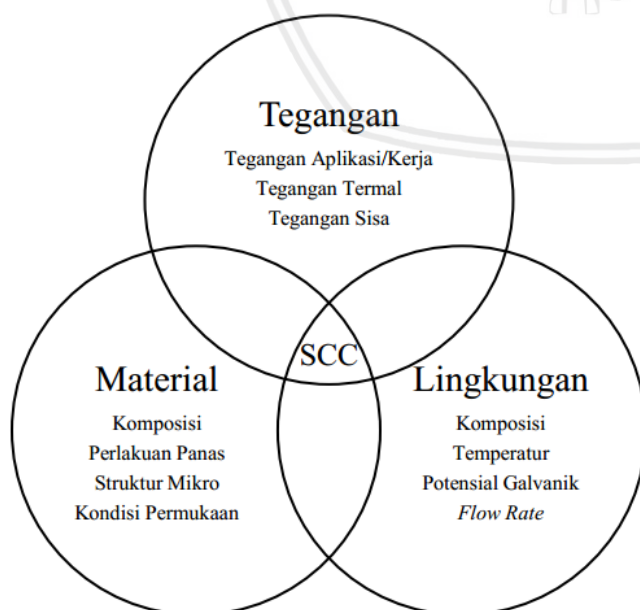 Tegangan
Tegangan Aplikasi/Kerja
Tegangan Termal
Tegangan Sisa
SCC
Material
Komposisi
Perlakuan Panas
Struktur Mikro
Kondisi Permukaan
Lingkungan
Komposisi
Temperatur
Potensial Galvanik
Flow Rate